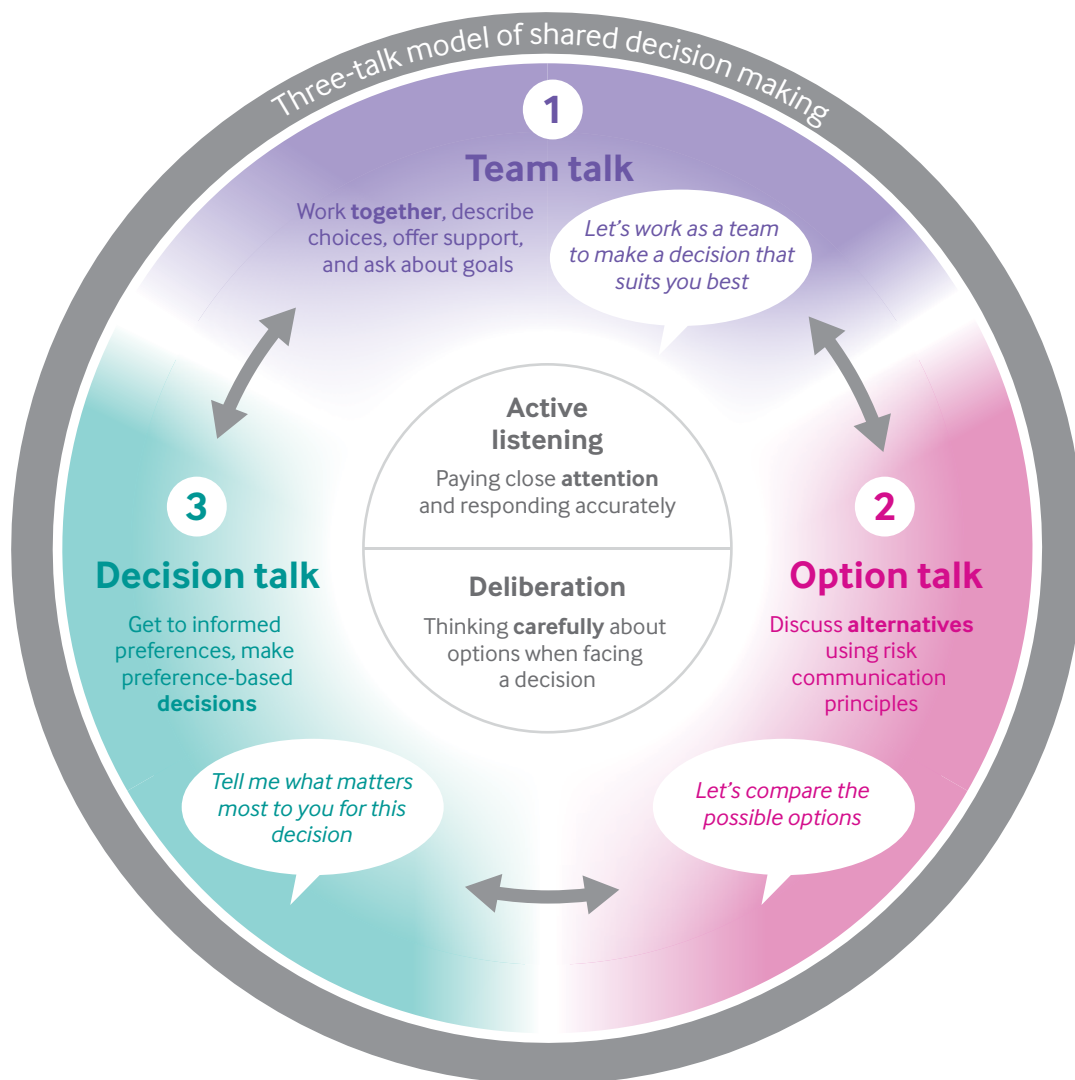 Three-talk model of shared decision making
1
Team talk
Work together, describe
choices, offer support,
and ask about goals
Let’s work as a team
to make a decision that
suits you best
Active
listening
Paying close attention
and responding accurately
Deliberation
Thinking carefully about
options when facing
a decision
2
Option talk
Discuss alternatives
using risk
communication
principles
Let’s compare the
possible options
3
Decision talk
Get to informed
preferences, make
preference-based
decisions
Tell me what matters
most to you for this
decision